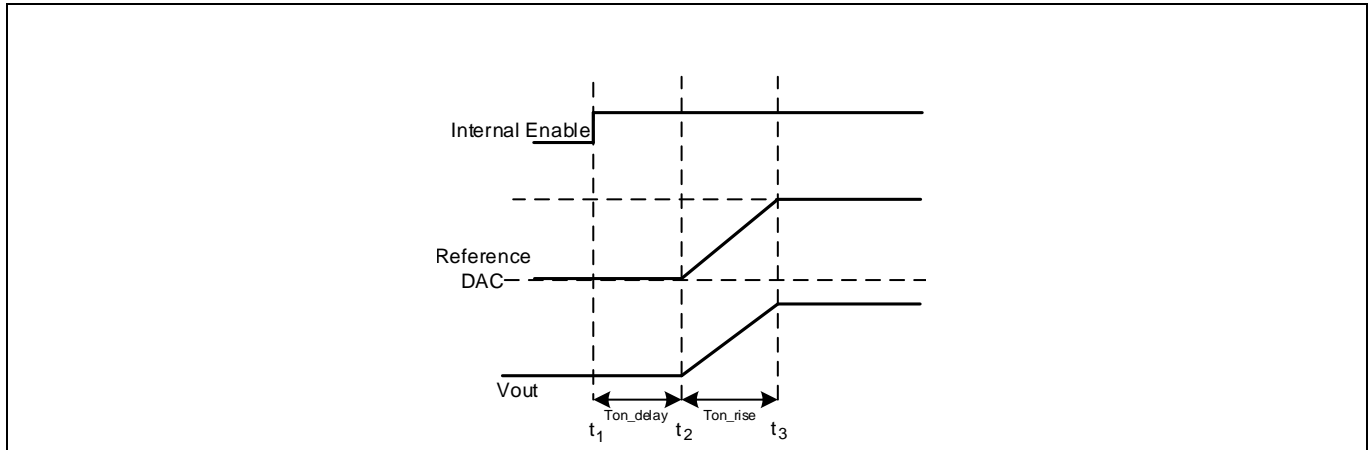 Internal Enable
Reference
DAC
Vout
Ton_delay
Ton_rise
t1
t2
t3